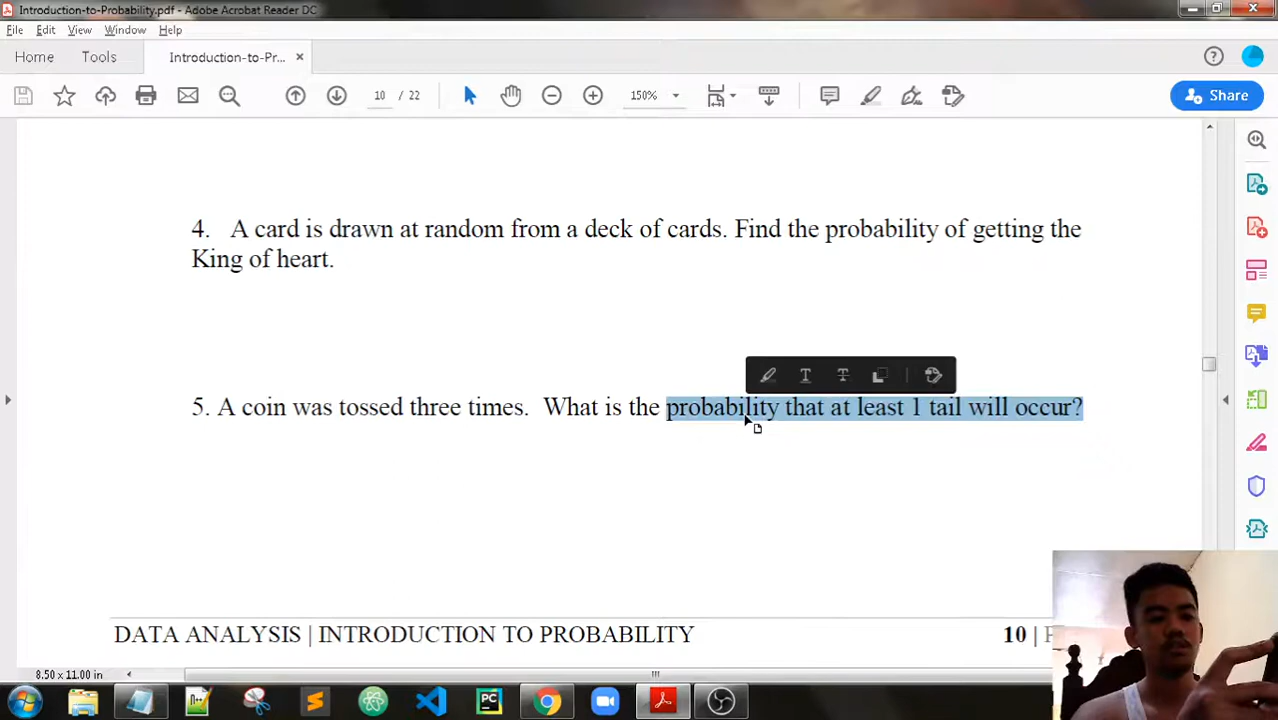 Introduction-to-Probability.pdf - Adobe Acrobat Reader DC
File Edit View Window Help
Home Tools Introduction-to-Pr... ×
10 / 22 150% Share
4. A card is drawn at random from a deck of cards. Find the probability of getting the
King of heart.
5. A coin was tossed three times. What is the probability that at least 1 tail will occur?
DATA ANALYSIS | INTRODUCTION TO PROBABILITY 10 | P
8.50 x 11.00 in
PC